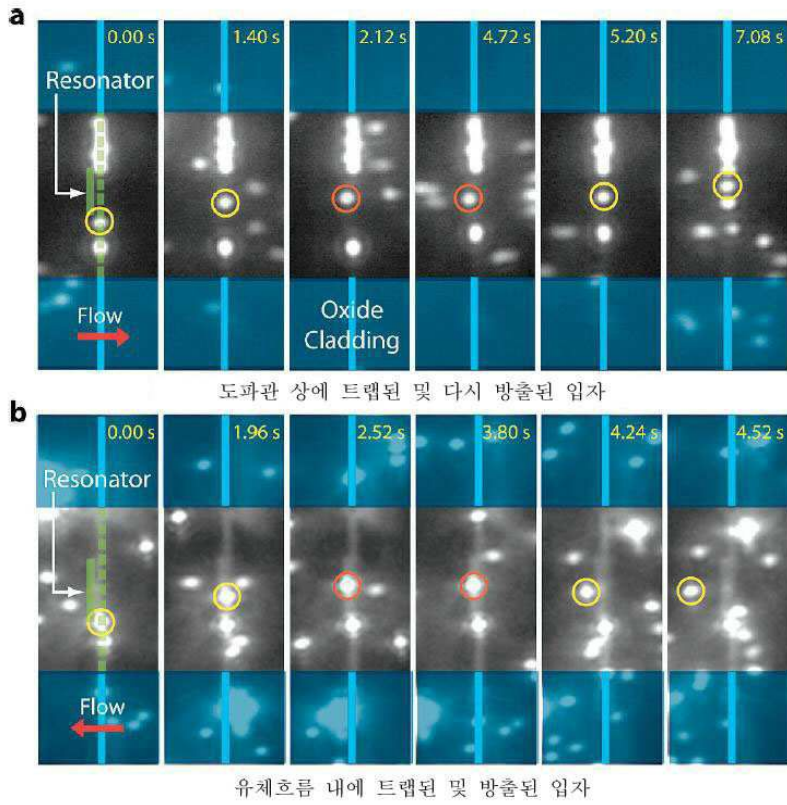 a
0.00 s 1.40 s 2.12 s 4.72 s 5.20 s 7.08 s
Resonator
Flow
Oxide
Cladding
도파관 상에 트랩된 및 다시 방출된 입자
b
0.00 s 1.96 s 2.52 s 3.80 s 4.24 s 4.52 s
Resonator
Flow
유체흐름 내에 트랩된 및 방출된 입자